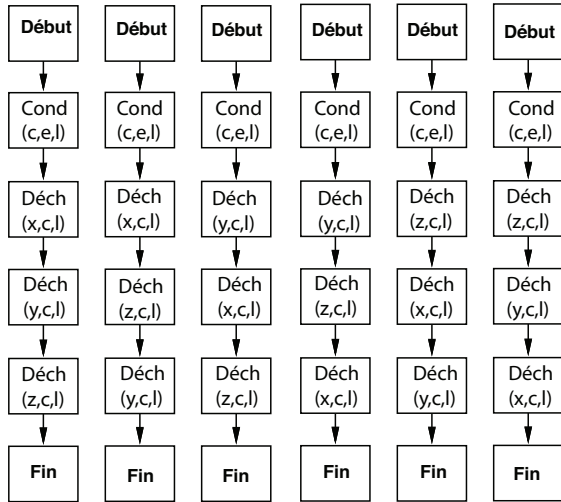 Début Début Début Début Début Début
Cond Cond Cond Cond Cond Cond
(c,e,l) (c,e,l) (c,e,l) (c,e,l) (c,e,l) (c,e,l)
Déch Déch Déch Déch Déch Déch
(x,c,l) (x,c,l) (y,c,l) (y,c,l) (z,c,l) (z,c,l)
Déch Déch Déch Déch Déch Déch
(y,c,l) (z,c,l) (x,c,l) (z,c,l) (x,c,l) (y,c,l)
Déch Déch Déch Déch Déch Déch
(z,c,l) (y,c,l) (z,c,l) (x,c,l) (y,c,l) (x,c,l)
Fin Fin Fin Fin Fin Fin